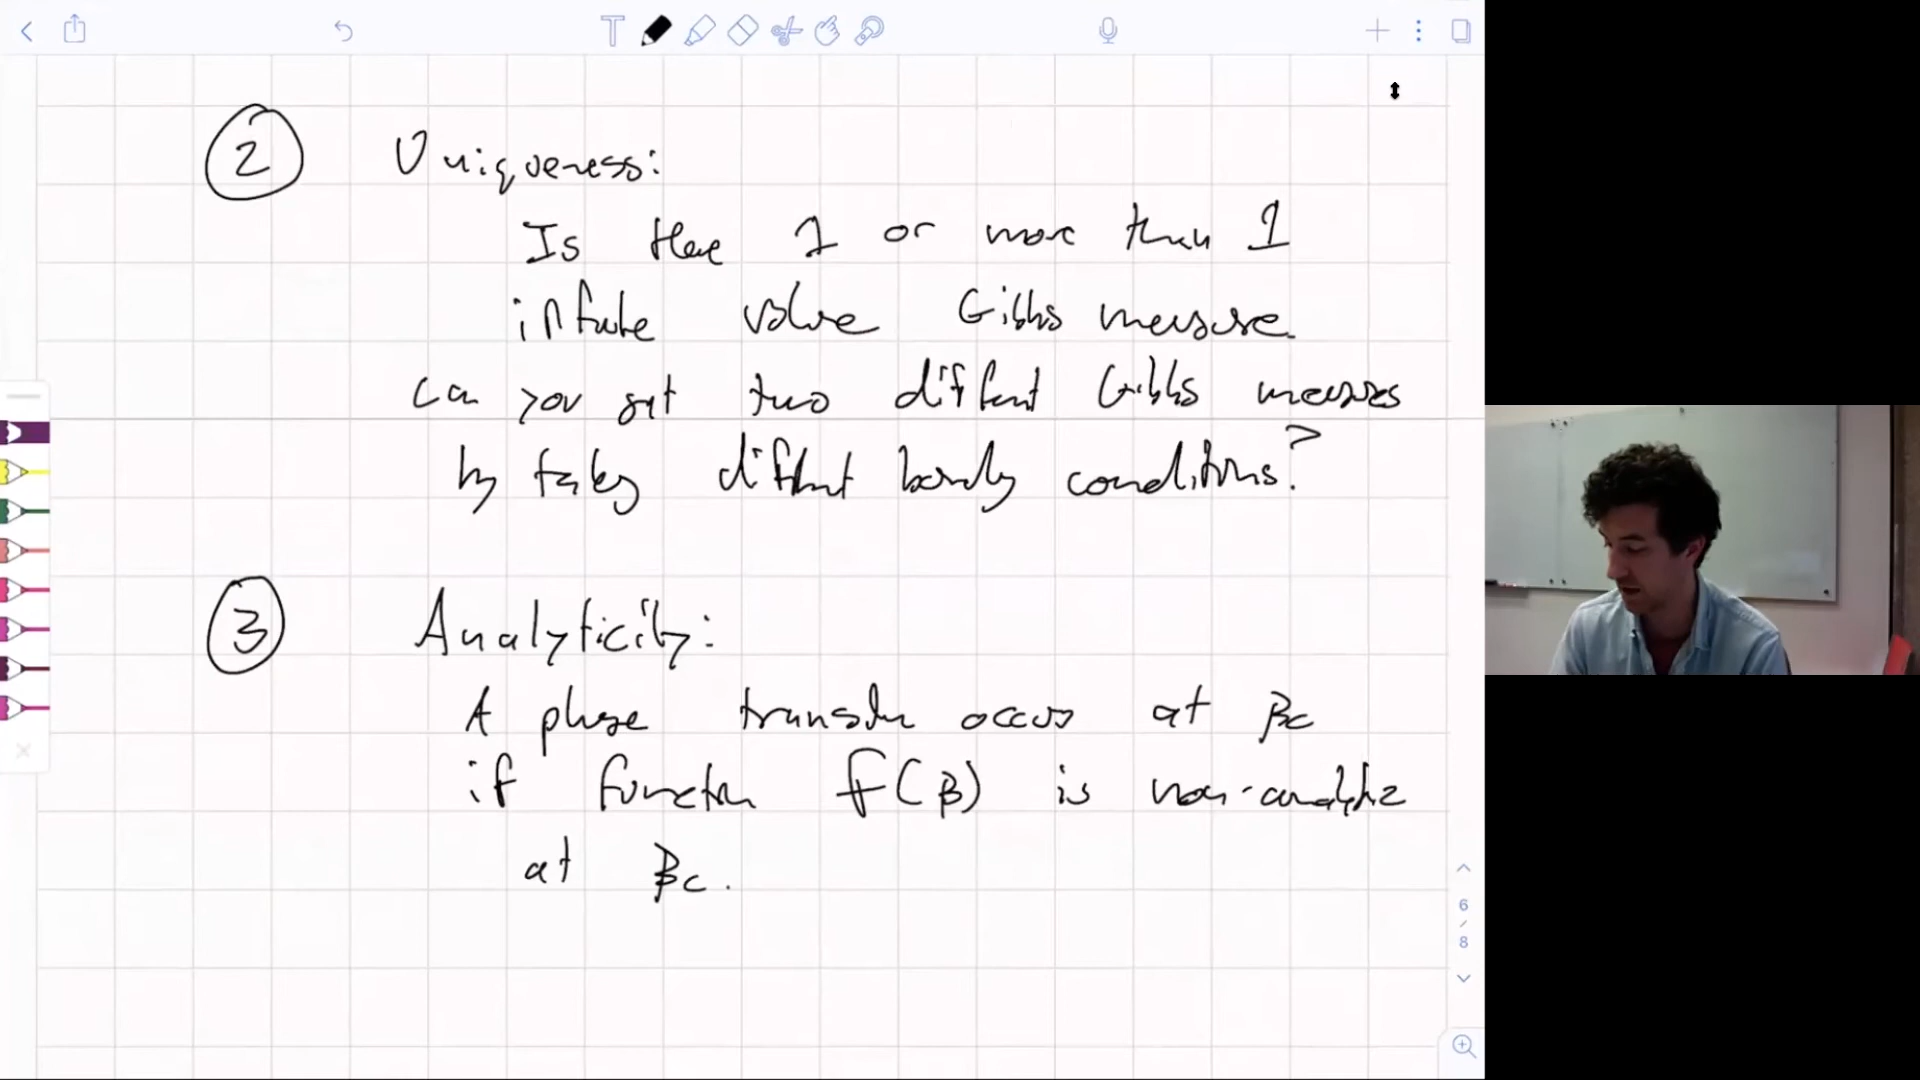 2 Uniqueness:
Is there 1 or more than 1
infinite volume Gibbs measure
can you get two different Gibbs measures
by taking different boundary conditions?
3 Analyticity:
A phase transition occurs at βc
if function f(β) is non-analytic
at βc.
6
/
8